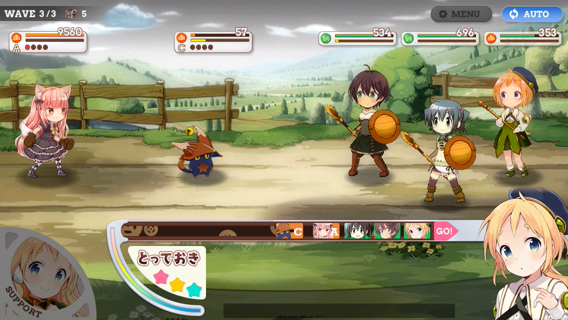 WAVE 3/3 5
MENU
AUTO
9560
A
57
C
534
696
353
C
GO!
とっておき
SUPPORT